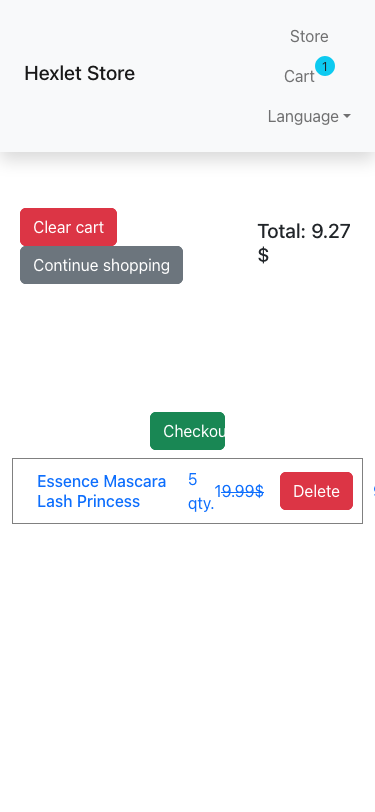 Store
Hexlet Store
Cart
1
Language
Clear cart
Total: 9.27
$
Continue shopping
Checkou
Essence Mascara
Lash Princess
5
qty.
19.99$
Delete